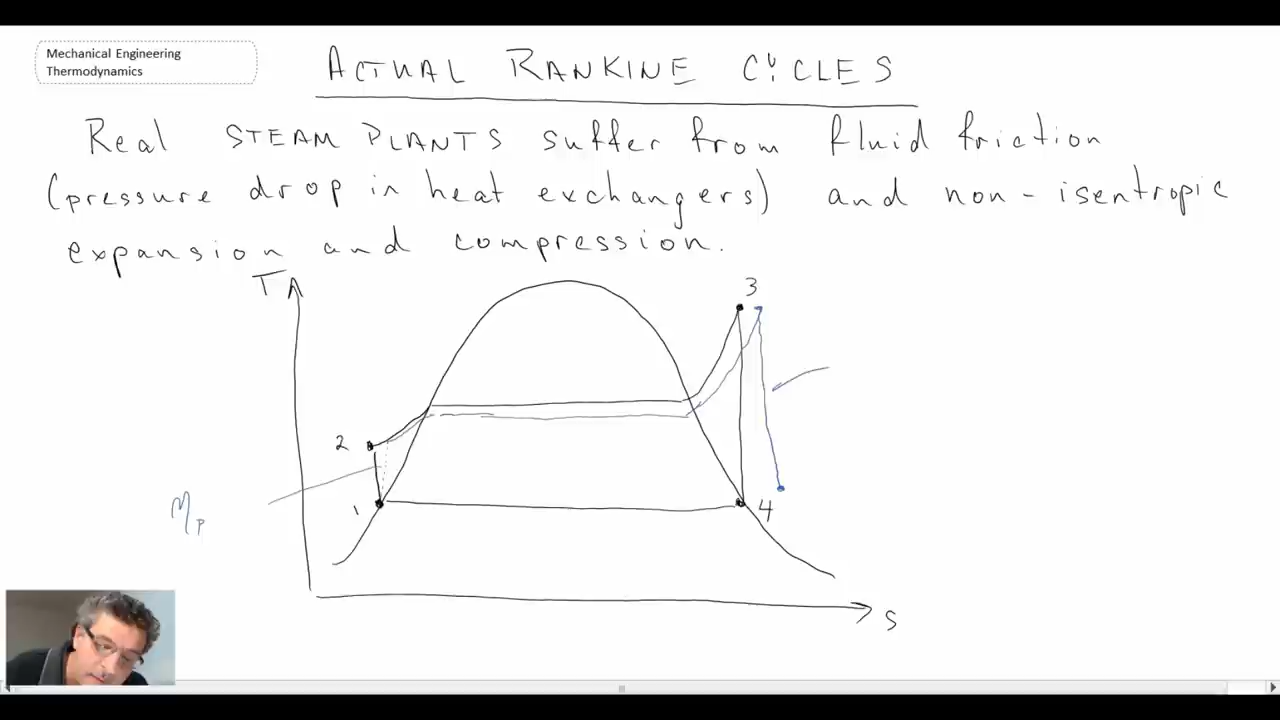 Mechanical Engineering
Thermodynamics
ACTUAL RANKINE CYCLES
Real STEAM PLANTS suffer from fluid friction
(pressure drop in heat exchangers) and non-isentropic
expansion and compression.
T
3
2
1
4
η_P
s